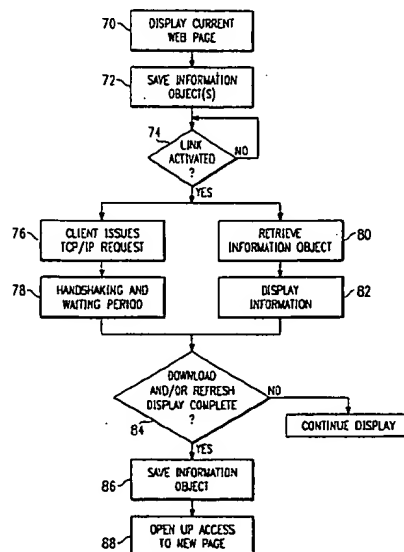 70
DISPLAY CURRENT
WEB PAGE
72
SAVE INFORMATION
OBJECT(S)
74
LINK
ACTIVATED
?
NO
YES
76
CLIENT ISSUES
TCP/IP REQUEST
RETRIEVE
INFORMATION OBJECT
80
78
HANDSHAKING AND
WAITING PERIOD
DISPLAY
INFORMATION
82
DOWNLOAD
AND/OR REFRESH
DISPLAY COMPLETE
?
NO
84
CONTINUE DISPLAY
YES
86
SAVE INFORMATION
OBJECT
88
OPEN UP ACCESS
TO NEW PAGE